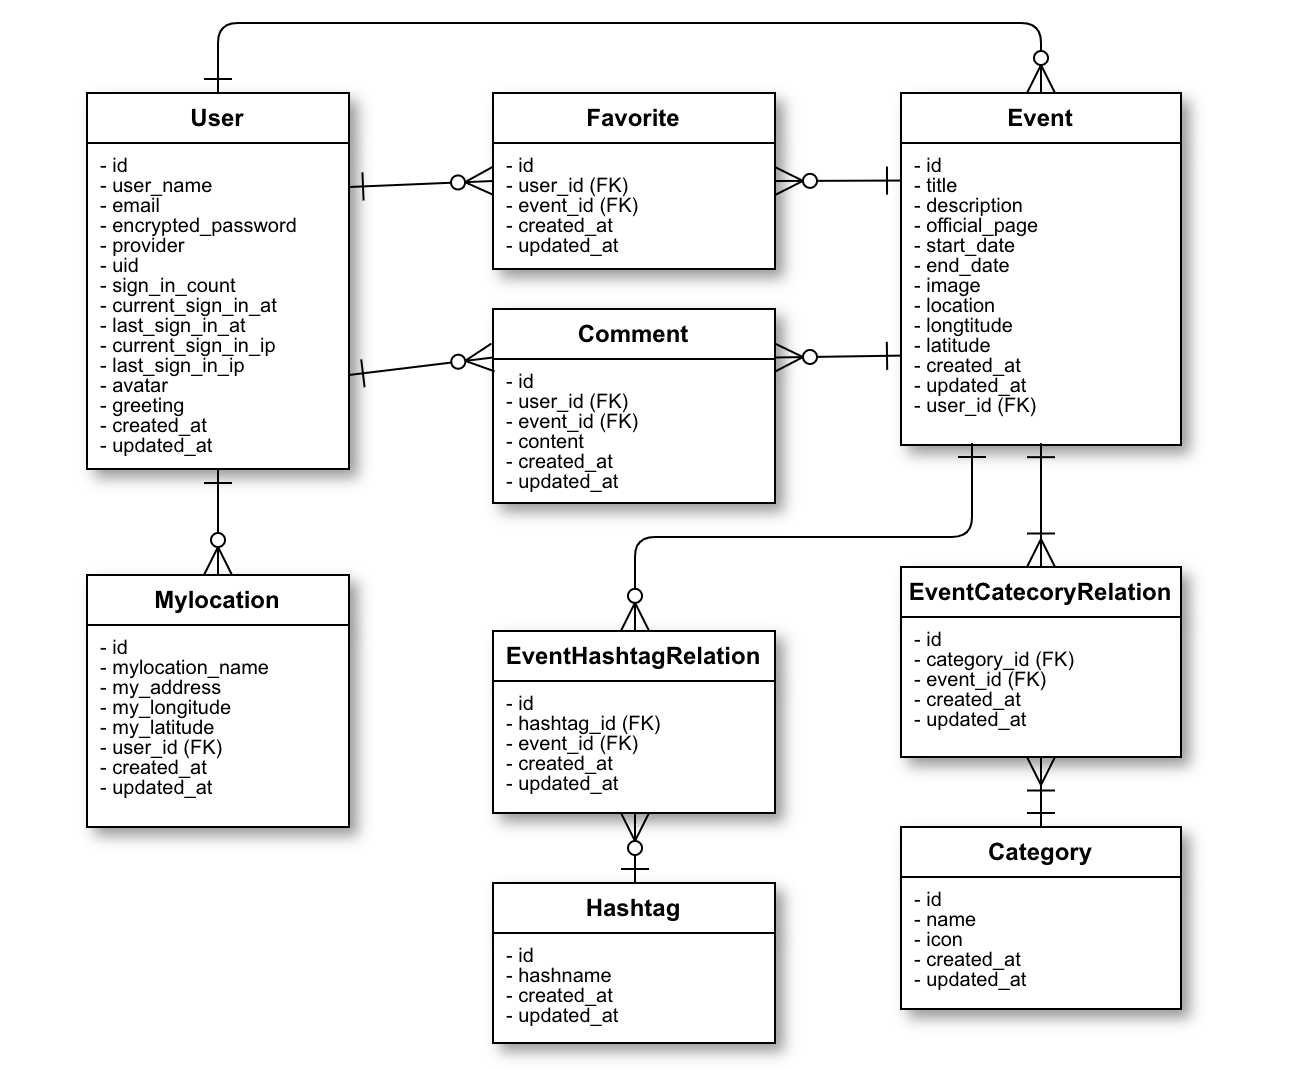 User
- id
- user_name
- email
- encrypted_password
- provider
- uid
- sign_in_count
- current_sign_in_at
- last_sign_in_at
- current_sign_in_ip
- last_sign_in_ip
- avatar
- greeting
- created_at
- updated_at
Favorite
- id
- user_id (FK)
- event_id (FK)
- created_at
- updated_at
Event
- id
- title
- description
- official_page
- start_date
- end_date
- image
- location
- longtitude
- latitude
- created_at
- updated_at
- user_id (FK)
Comment
- id
- user_id (FK)
- event_id (FK)
- content
- created_at
- updated_at
Mylocation
- id
- mylocation_name
- my_address
- my_longitude
- my_latitude
- user_id (FK)
- created_at
- updated_at
EventHashtagRelation
- id
- hashtag_id (FK)
- event_id (FK)
- created_at
- updated_at
EventCatecoryRelation
- id
- category_id (FK)
- event_id (FK)
- created_at
- updated_at
Hashtag
- id
- hashname
- created_at
- updated_at
Category
- id
- name
- icon
- created_at
- updated_at